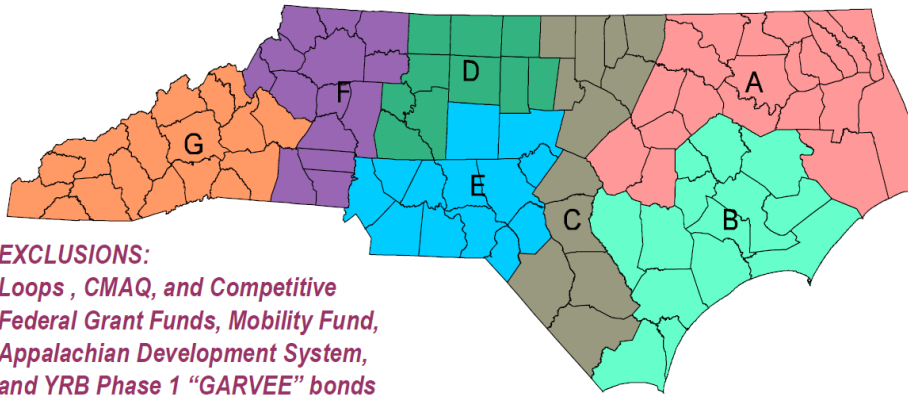 A
D
F
G
E
C
B
EXCLUSIONS:
Loops , CMAQ, and Competitive
Federal Grant Funds, Mobility Fund,
Appalachian Development System,
and YRB Phase 1 “GARVEE” bonds